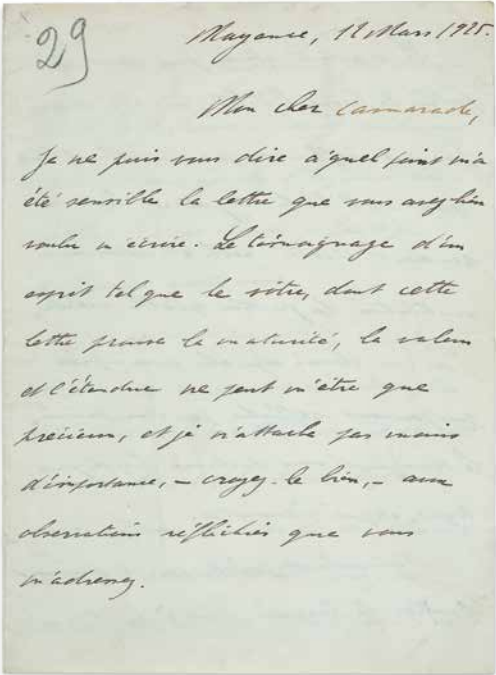 29
Mayence, 12 Mars 1925.
Mon cher camarade,
Je ne puis vous dire à quel point m'a
été sensible la lettre que vous avez bien
voulu m'écrire. Le témoignage d'un
esprit tel que le vôtre, dont cette
lettre prouve la maturité, la valeur
et l'étendue ne peut m'être que
précieux, et je n'attache pas moins
d'importance, - croyez-le bien, - aux
observations réfléchies que vous
m'adressez.